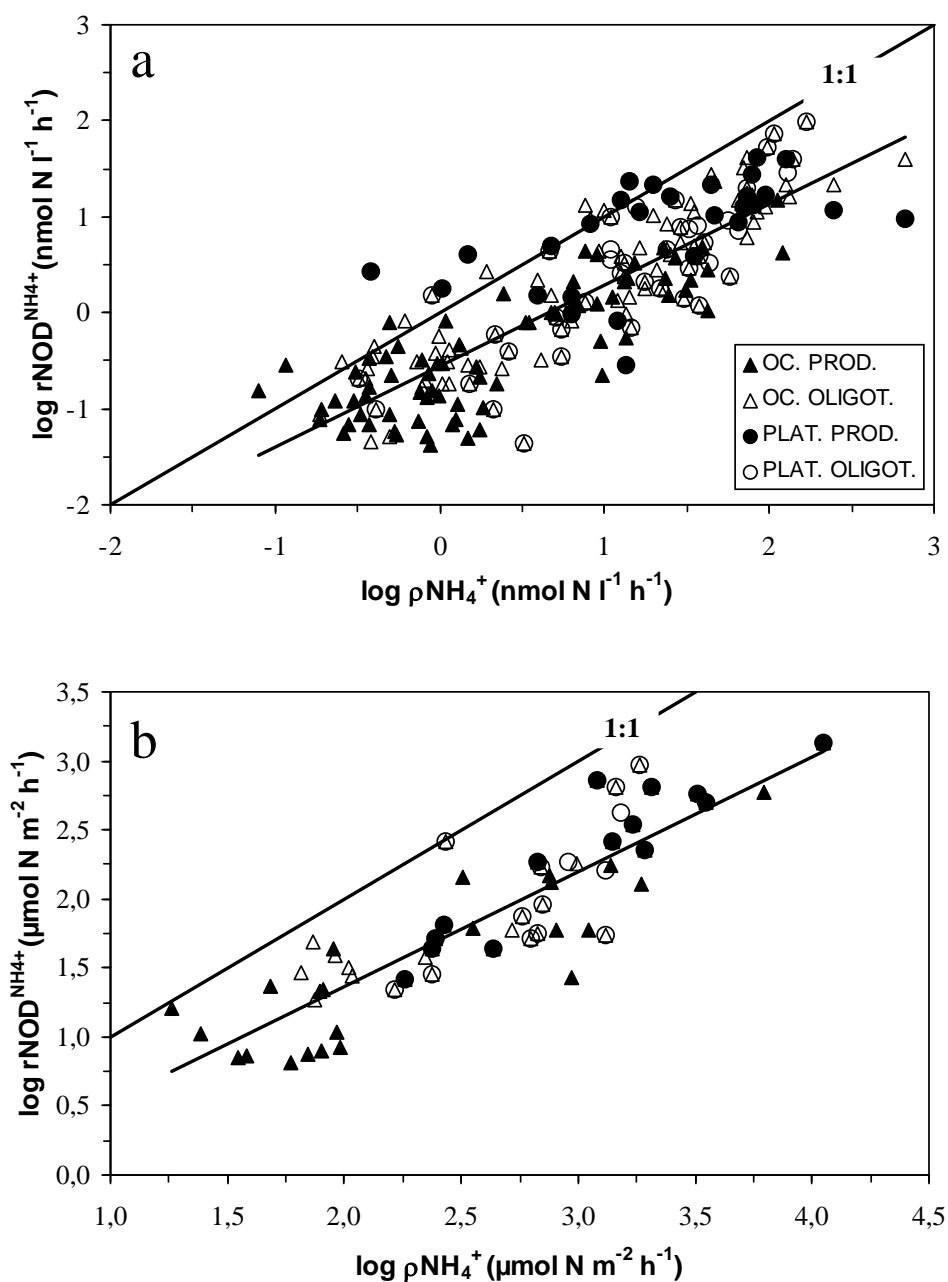 a
1:1
3
2
1
0
-1
-2
log rNOD^NH4+ (nmol N l^-1 h^-1)
▲ OC. PROD.
△ OC. OLIGOT.
● PLAT. PROD.
○ PLAT. OLIGOT.
-2 -1 0 1 2 3
log ρNH₄⁺ (nmol N l^-1 h^-1)
b
1:1
3,5
3,0
2,5
2,0
1,5
1,0
0,5
0,0
log rNOD^NH4+ (µmol N m^-2 h^-1)
1,0 1,5 2,0 2,5 3,0 3,5 4,0 4,5
log ρNH₄⁺ (µmol N m^-2 h^-1)